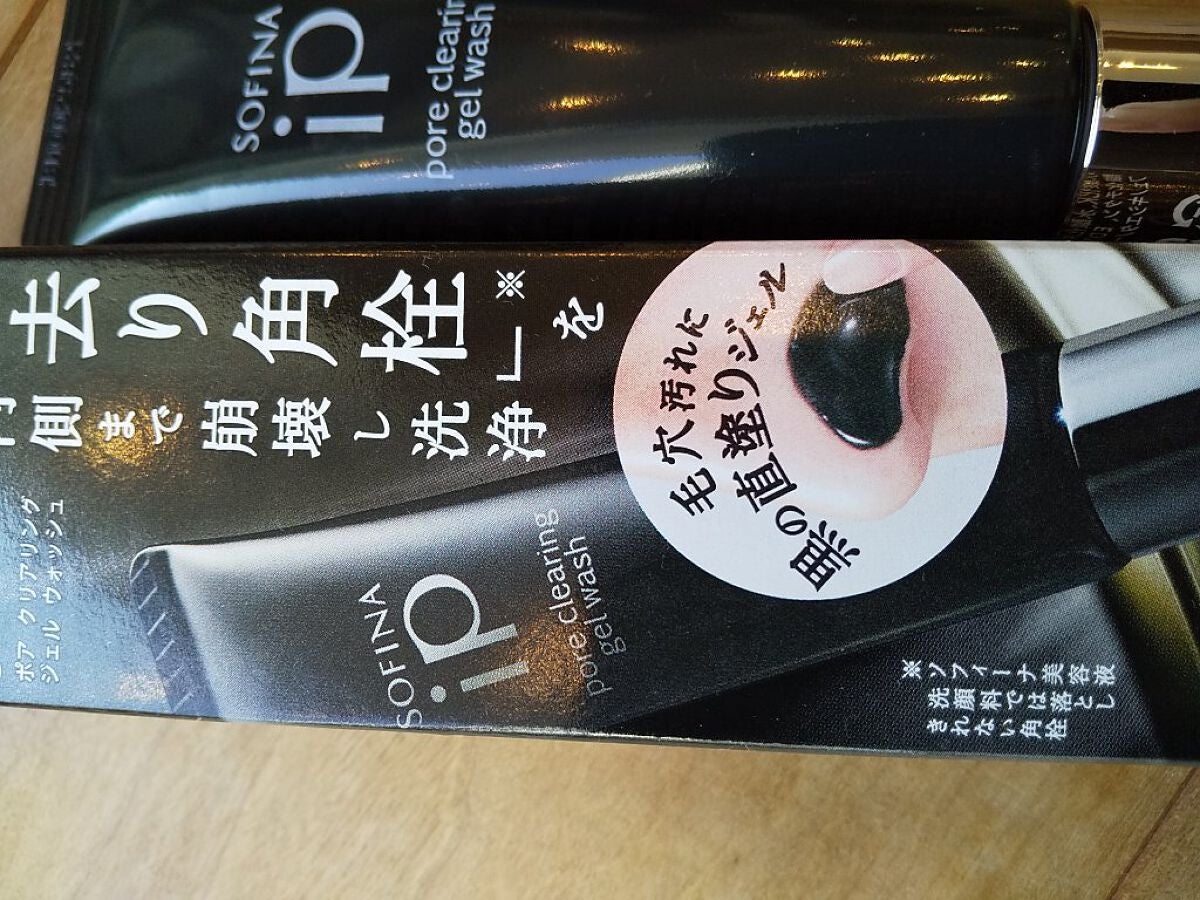 SOFINA
ip
pore clearin
gel wash
去り角栓※」を
側まで崩壊し洗浄
ポア クリアリング
ジェル ウォッシュ
毛穴汚れに
黒の直塗りジェル
SOFINA
ip
pore clearing
gel wash
※ソフィーナ美容液
洗顔料では落とし
きれない角栓